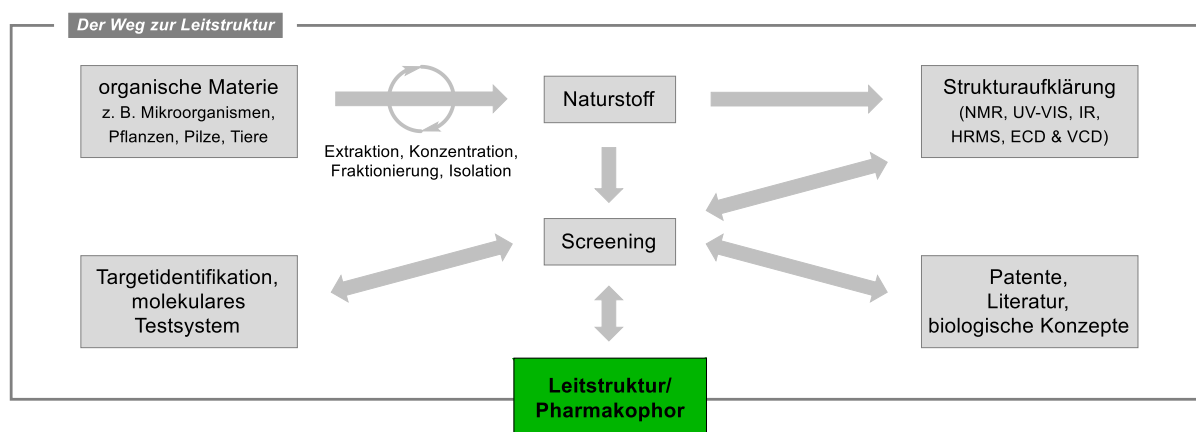 Der Weg zur Leitstruktur
organische Materie
z. B. Mikroorganismen,
Pflanzen, Pilze, Tiere
Extraktion, Konzentration,
Fraktionierung, Isolation
Naturstoff
Strukturaufklärung
(NMR, UV-VIS, IR,
HRMS, ECD & VCD)
Screening
Targetidentifikation,
molekulares
Testsystem
Patente,
Literatur,
biologische Konzepte
Leitstruktur/
Pharmakophor